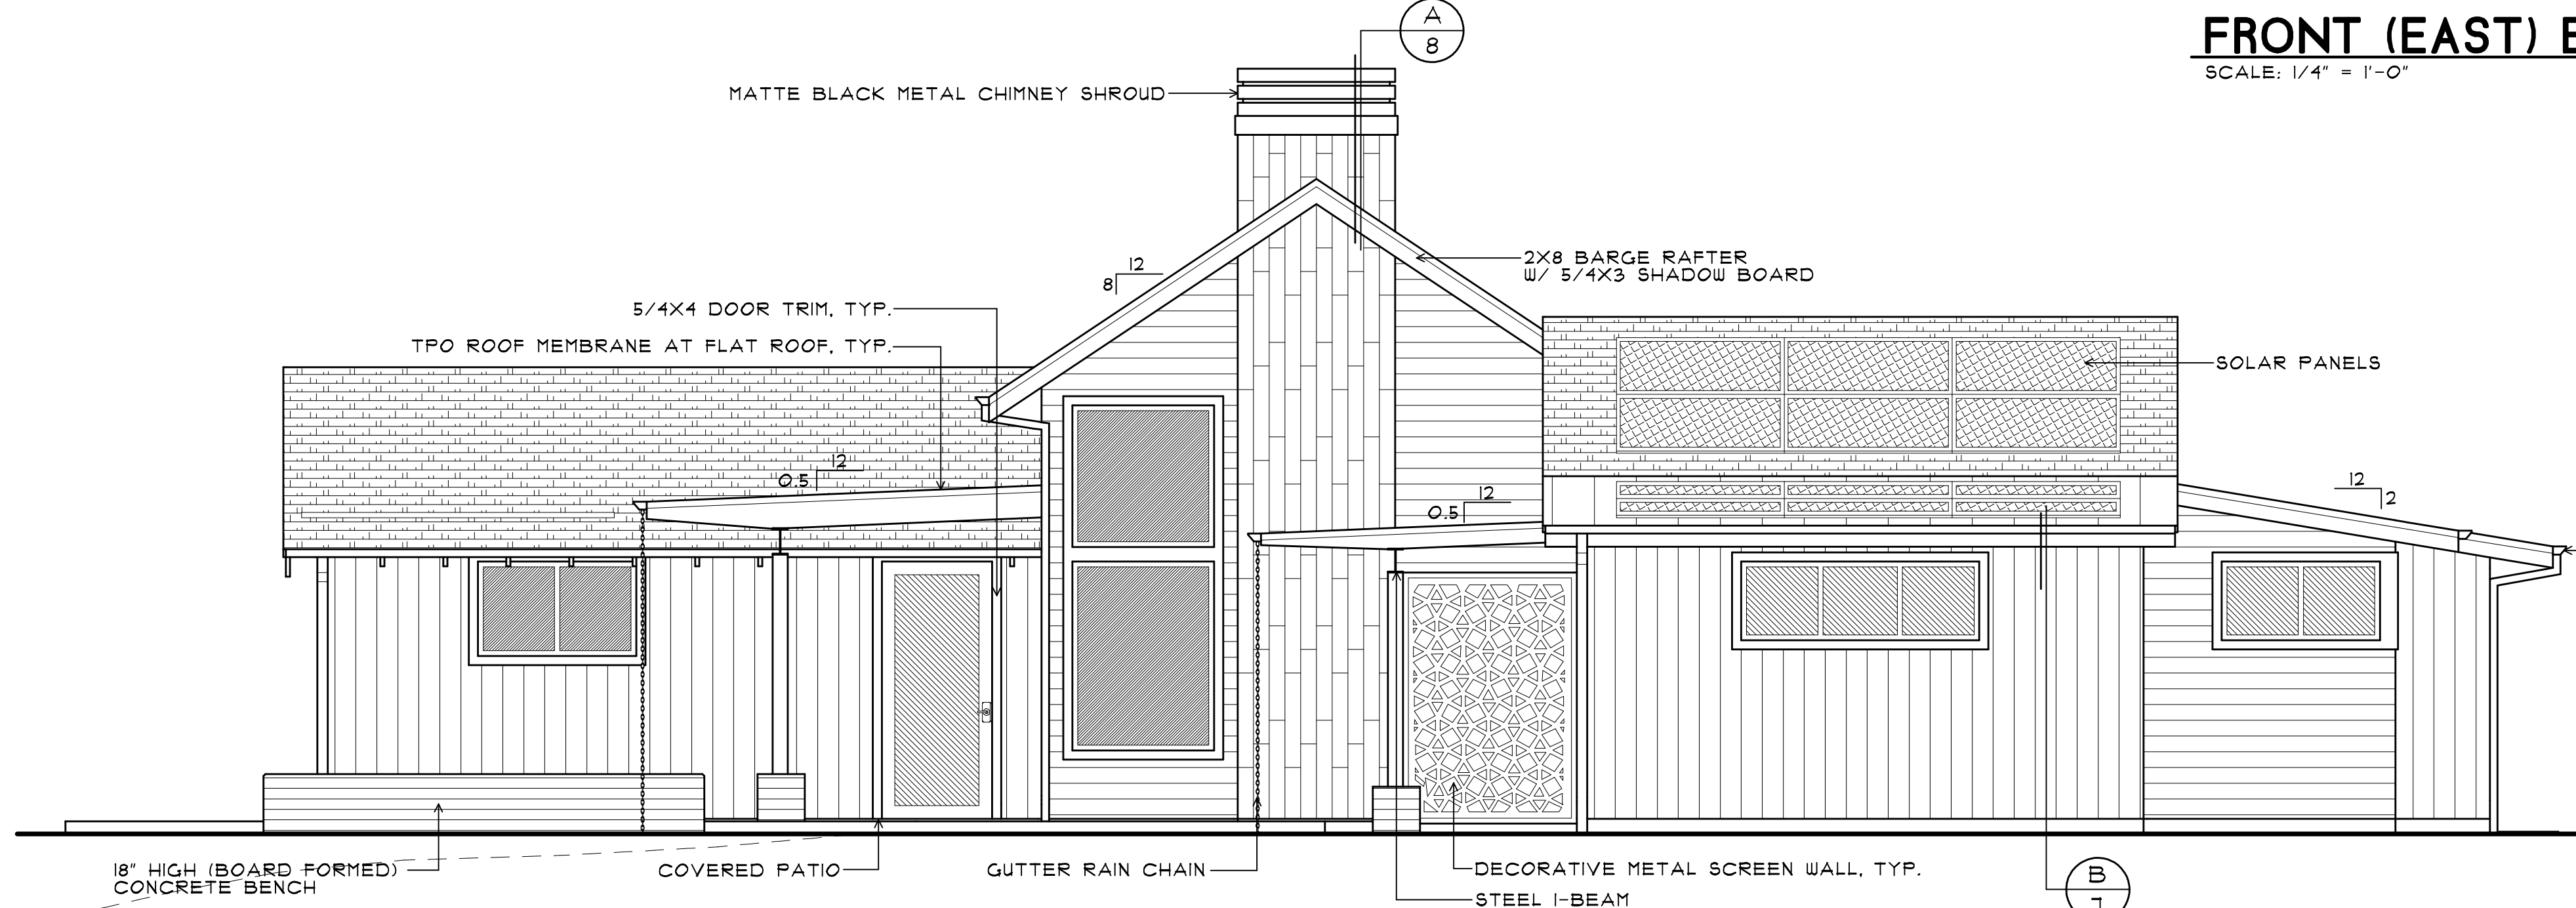 A
8
FRONT (EAST)
SCALE: 1/4" = 1'-0"
MATTE BLACK METAL CHIMNEY SHROUD
12
8
2X8 BARGE RAFTER
W/ 5/4X3 SHADOW BOARD
5/4X4 DOOR TRIM, TYP.
TPO ROOF MEMBRANE AT FLAT ROOF, TYP.
SOLAR PANELS
12
0.5
12
0.5
12
2
18" HIGH (BOARD FORMED)
CONCRETE BENCH
COVERED PATIO
GUTTER RAIN CHAIN
DECORATIVE METAL SCREEN WALL, TYP.
STEEL I-BEAM
B